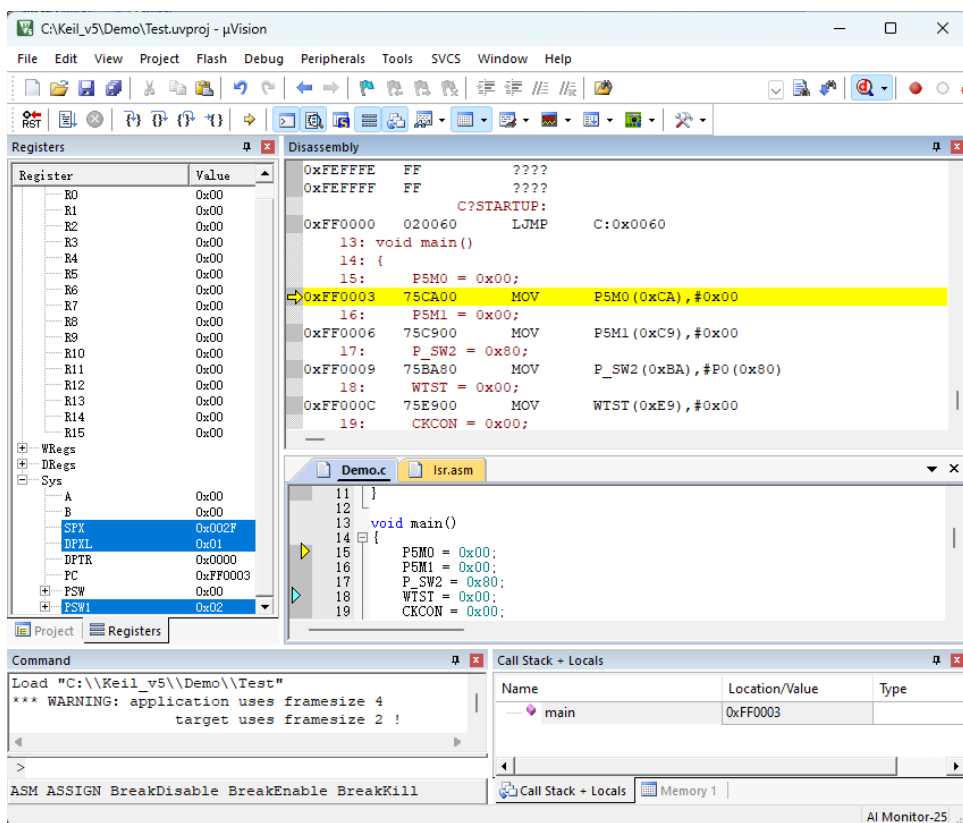 C:\Keil_v5\Demo\Test.uvproj - µVision
File Edit View Project Flash Debug Peripherals Tools SVCS Window Help
RST
Registers
Register Value
R0 0x00
R1 0x00
R2 0x00
R3 0x00
R4 0x00
R5 0x00
R6 0x00
R7 0x00
R8 0x00
R9 0x00
R10 0x00
R11 0x00
R12 0x00
R13 0x00
R14 0x00
R15 0x00
WRegs
DRegs
Sys
A 0x00
B 0x00
SPX 0x002F
DPXL 0x01
DPTR 0x0000
PC 0xFF0003
PSW 0x00
PSW1 0x02
Project Registers
Disassembly
0xFEFFFE FF ????
0xFEFFFF FF ????
C?STARTUP:
0xFF0000 020060 LJMP C:0x0060
13: void main()
14: {
15: P5M0 = 0x00;
0xFF0003 75CA00 MOV P5M0(0xCA),#0x00
16: P5M1 = 0x00;
0xFF0006 75C900 MOV P5M1(0xC9),#0x00
17: P_SW2 = 0x80;
0xFF0009 75BA80 MOV P_SW2(0xBA),#P0(0x80)
18: WTST = 0x00;
0xFF000C 75E900 MOV WTST(0xE9),#0x00
19: CKCON = 0x00;
Demo.c Isr.asm
11 }
12
13 void main()
14 {
15 P5M0 = 0x00;
16 P5M1 = 0x00;
17 P_SW2 = 0x80;
18 WTST = 0x00;
19 CKCON = 0x00;
Command
Load "C:\\Keil_v5\\Demo\\Test"
*** WARNING: application uses framesize 4
target uses framesize 2 !
>
ASM ASSIGN BreakDisable BreakEnable BreakKill
Call Stack + Locals
Name Location/Value Type
main 0xFF0003
Call Stack + Locals Memory 1
AI Monitor-25